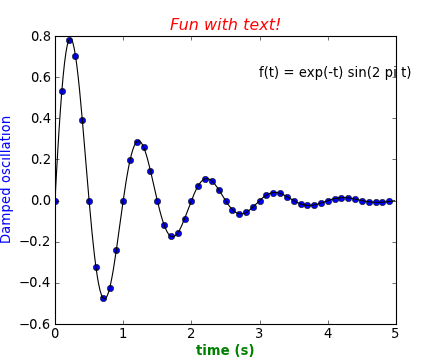 Fun with text!
0.8
f(t) = exp(-t) sin(2 pi t)
0.6
0.4
0.2
0.0
−0.2
−0.4
−0.6
Damped oscillation
0 1 2 3 4 5
time (s)